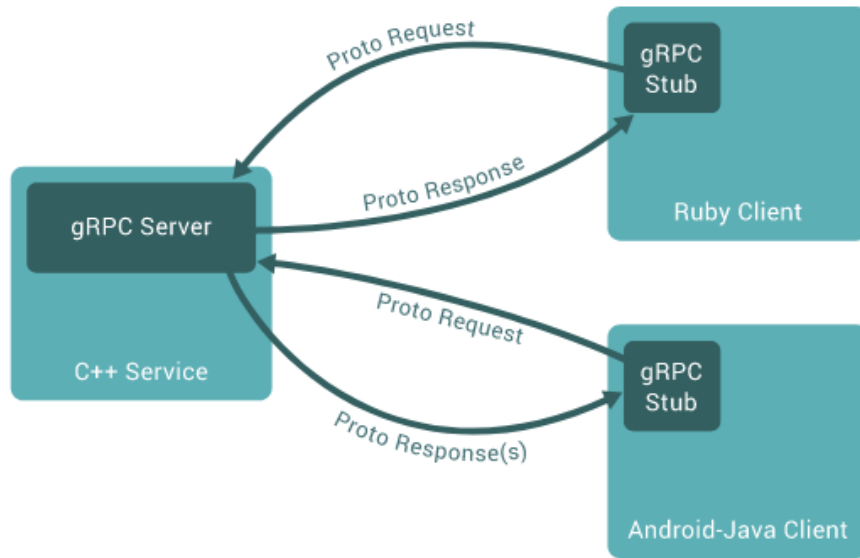 Proto Request
gRPC
Stub
Proto Response
Ruby Client
gRPC Server
C++ Service
Proto Request
gRPC
Stub
Proto Response(s)
Android-Java Client